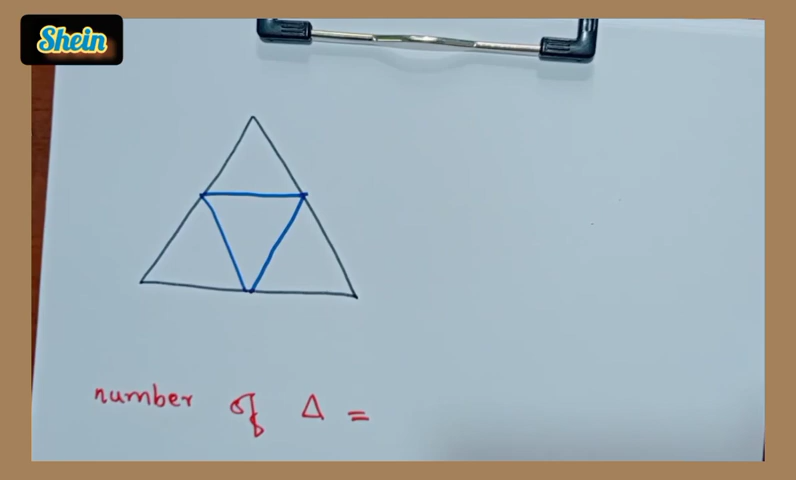 Shein
number of Δ =